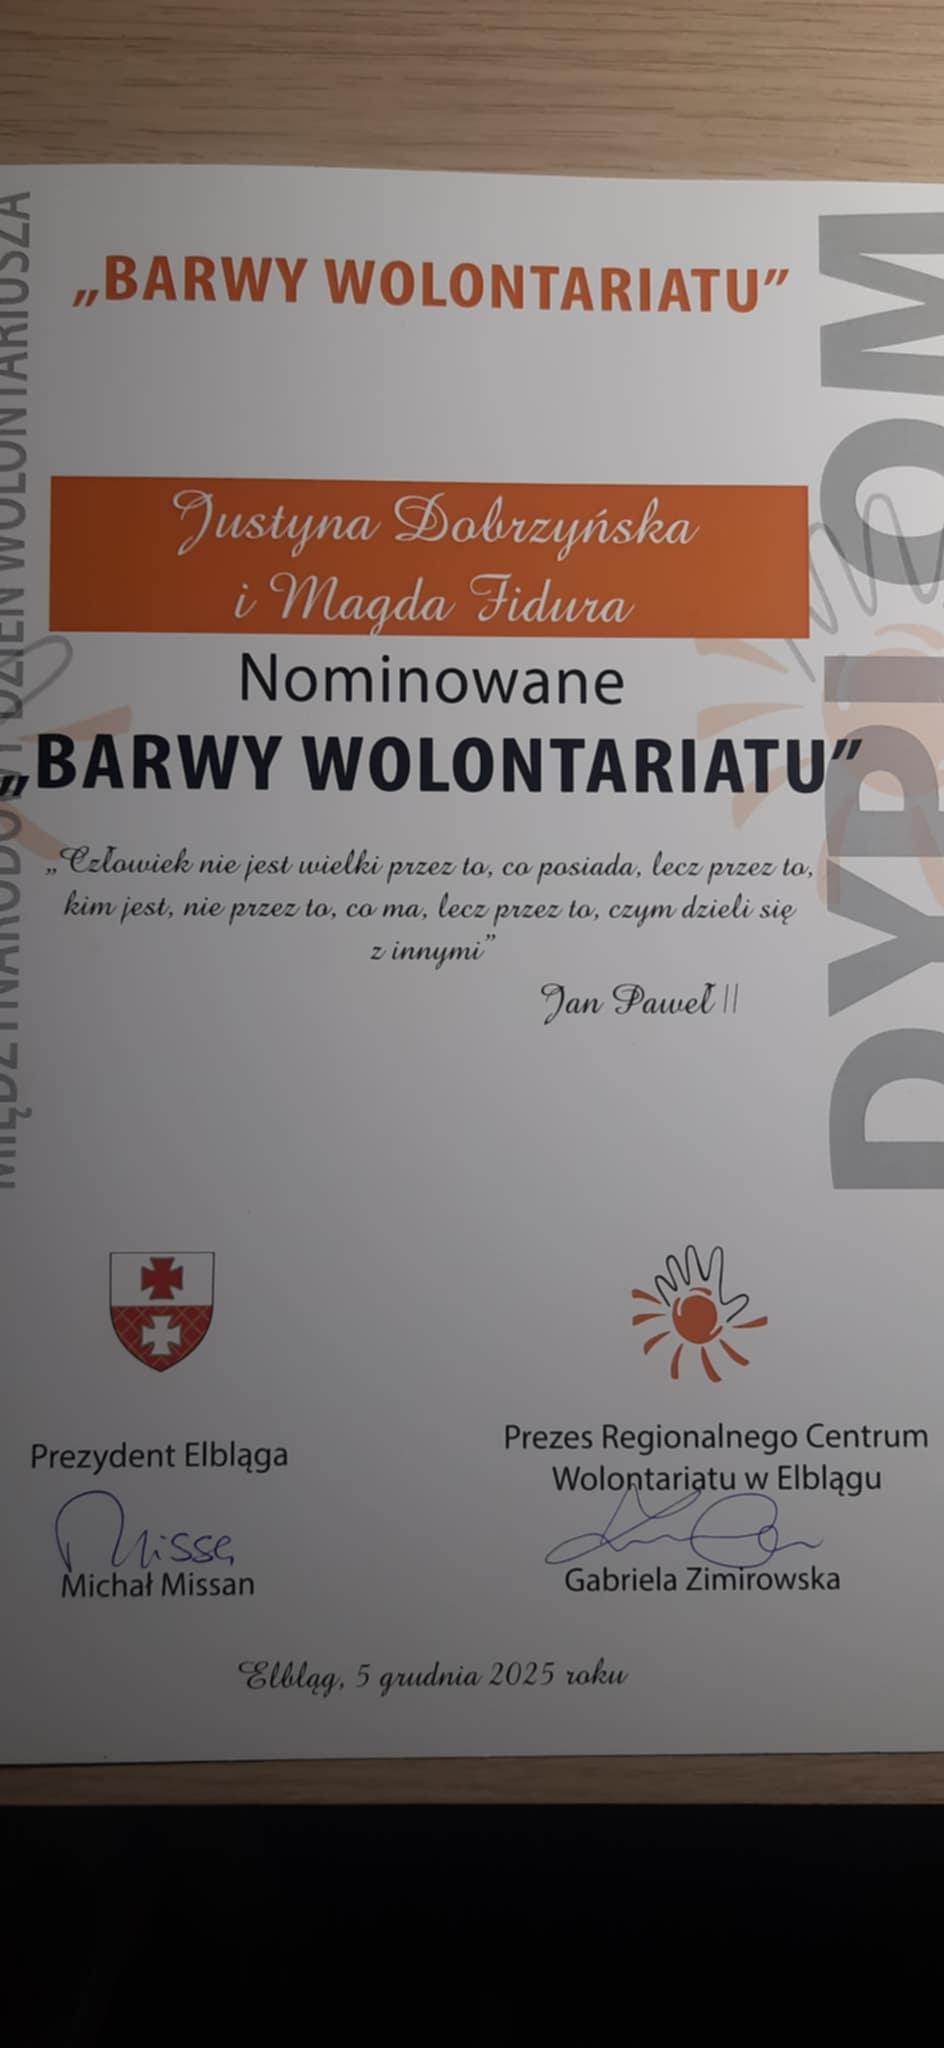 „BARWY WOLONTARIATU”
Justyna Dobrzyńska
i Magda Fidura
Nominowane
„BARWY WOLONTARIATU”
„Człowiek nie jest wielki przez to, co posiada, lecz przez to,
kim jest, nie przez to, co ma, lecz przez to, czym dzieli się
z innymi”
Jan Paweł II
Prezydent Elbląga
Michał Missan
Prezes Regionalnego Centrum
Wolontariatu w Elblągu
Gabriela Zimirowska
Elbląg, 5 grudnia 2025 roku
MIĘDZYNARODOWY DZIEŃ WOLONTARIUSZA
DYPLOM